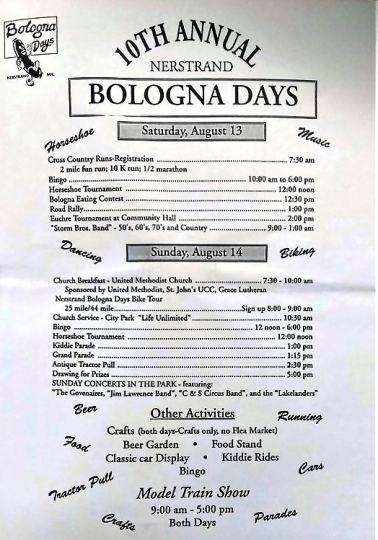 Bologna
Days
NERSTRAND MN.
10TH ANNUAL
NERSTRAND
BOLOGNA DAYS
Horseshoe
Saturday, August 13
Music
Cross Country Runs-Registration 7:30 am
2 mile fun run; 10 K run; 1/2 marathon
Bingo 10:00 am to 6:00 pm
Horseshoe Tournament 12:00 noon
Bologna Eating Contest 12:30 pm
Road Rally 1:00 pm
Euchre Tournament at Community Hall 2:00 pm
"Storm Bros. Band" - 50's, 60's, 70's and Country 9:00 - 1:00 am
Dancing
Sunday, August 14
Biking
Church Breakfast - United Methodist Church 7:30 - 10:00 am
Sponsored by United Methodist, St. John's UCC, Grace Lutheran
Nerstrand Bologna Days Bike Tour
25 mile/44 mile Sign up 8:00 - 9:00 am
Church Service - City Park "Life Unlimited" 10:30 am
Bingo 12 noon - 6:00 pm
Horseshoe Tournament 12:00 noon
Kiddie Parade 1:00 pm
Grand Parade 1:15 pm
Antique Tractor Pull 2:30 pm
Drawing for Prizes 5:00 pm
SUNDAY CONCERTS IN THE PARK - featuring:
"The Govenaires, "Jim Lawrence Band", "C & S Circus Band", and the "Lakelanders"
Beer
Other Activities
Running
Crafts (both days-Crafts only, no Flea Market)
Food
Beer Garden • Food Stand
Classic car Display • Kiddie Rides
Bingo
Cars
Tractor Pull
Model Train Show
9:00 am - 5:00 pm
Both Days
Crafts
Parades